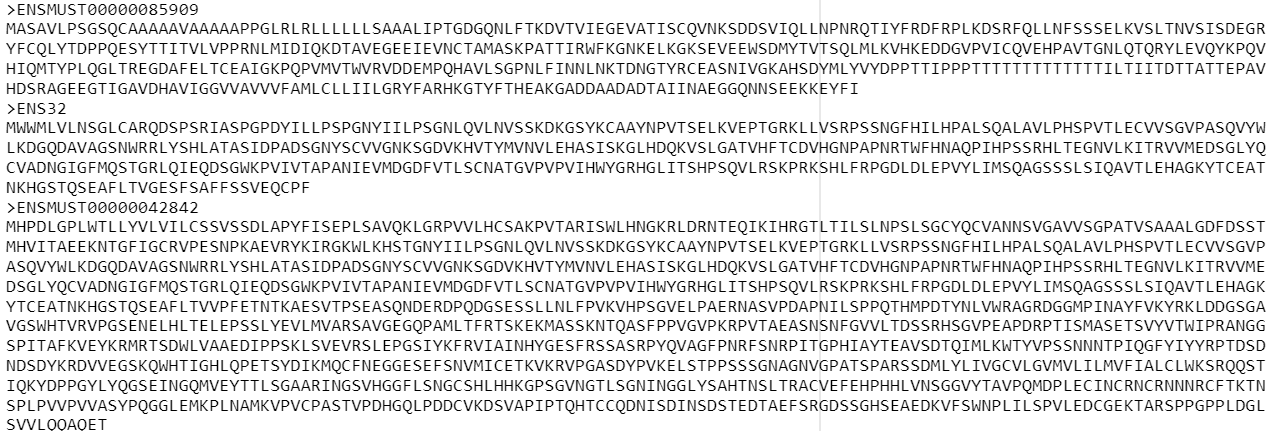 >ENSMUST00000085909
MASAVLPSGSQCAAAAAVAAAAAPPGLRLRLLLLLLSAAALIPTGDGQNLFTKDVTVIEGEVATISCQVNKSDDSVIQLLNPNRQTIYFRDFRPLKDSRFQLLNFSSSELKVSLTNVSISDEGR
YFCQLYTDPPQESYTTITVLVPPRNLMIDIQKDTAVEGEEIEVNCTAMASKPATTIRWFKGNKELKGKSEVEEWSDMYTVTSQLMLKVHKEDDGVPVICQVEHPAVTGNLQTQRYLEVQYKPQV
HIQMTYPLQGLTREGDAFELTCEAIGKPQPVMVTWVRVDDEMPQHAVLSGPNLFINNLNKTDNGTYRCEASNIVGKAHSDYMLYVYDPPTTIPPPTTTTTTTTTTTTTILTIITDTTATTEPAV
HDSRAGEEGTIGAVDHAVIGGVVAVVVFAMLCLLIILGRYFARHKGTYFTHEAKGADDAADADTAIINAEGGQNNSEEKKEYFI
>ENS32
MWWMLVLNSGLCARQDSPSRIASPGPDYILLPSPGNYIILPSGNLQVLNVSSKDKGSYKCAAYNPVTSELKVEPTGRKLLVSRPSSNGFHILHPALSQALAVLPHSPVTLECVVSGVPASQVYW
LKDGQDAVAGSNWRRLYSHLATASIDPADSGNYSCVVGNKSGDVKHVTYMVNVLEHASISKGLHDQKVSLGATVHFTCDVHGNPAPNRTWFHNAQPIHPSSRHLTEGNVLKITRVVMEDSGLYQ
CVADNGIGFMQSTGRLQIEQDSGWKPVIVTAPANIEVMDGDFVTLSCNATGVPVPVIHWYGRHGLITSHPSQVLRSKPRKSHLFRPGDLDLEPVYLIMSQAGSSSLSIQAVTLEHAGKYTCEAT
NKHGSTQSEAFLTVGESFSAFFSSVEQCPF
>ENSMUST00000042842
MHPDLGPLWTLLYVLVILCSSVSSDLAPYFISEPLSAVQKLGRPVVLHCSAKPVTARISWLHNGKRLDRNTEQIKIHRGTLTILSLNPSLSGCYQCVANNSVGAVVSGPATVSAAALGDFDSST
MHVITAEEKNTGFIGCRVPESNPKAEVRYKIRGKWLKHSTGNYIILPSGNLQVLNVSSKDKGSYKCAAYNPVTSELKVEPTGRKLLVSRPSSNGFHILHPALSQALAVLPHSPVTLECVVSGVP
ASQVYWLKDGQDAVAGSNWRRLYSHLATASIDPADSGNYSCVVGNKSGDVKHVTYMVNVLEHASISKGLHDQKVSLGATVHFTCDVHGNPAPNRTWFHNAQPIHPSSRHLTEGNVLKITRVVME
DSGLYQCVADNGIGFMQSTGRLQIEQDSGWKPVIVTAPANIEVMDGDFVTLSCNATGVPVPVIHWYGRHGLITSHPSQVLRSKPRKSHLFRPGDLDLEPVYLIMSQAGSSSLSIQAVTLEHAGK
YTCEATNKHGSTQSEAFLTVVPFETNTKAESVTPSEASQNDERDPQDGSESSLLNLFPVKVHPSGVELPAERNASVPDAPNILSPPQTHMPDTYNLVWRAGRDGGMPINAYFVKYRKLDDGSGA
VGSWHTVRVPGSENELHLTELEPSSLYEVLMVARSAVGEGQPAMLTFRTSKEKMASSKNTQASFPPVGVPKRPVTAEASNSNFGVVLTDSSRHSGVPEAPDRPTISMASETSVYVTWIPRANGG
SPITAFKVEYKRMRTSDWLVAAEDIPPSKLSVEVRSLEPGSIYKFRVIAINHYGESFRSSASRPYQVAGFPNRFSNRPITGPHIAYTEAVSDTQIMLKWTYVPSSNNNTPIQGFYIYYRPTDSD
NDSDYKRDVVEGSKQWHTIGHLQPETSYDIKMQCFNEGGESEFSNVMICETKVKRVPGASDYPVKELSTPPSSSGNAGNVGPATSPARSSDMLYLIVGCVLGVMVLILMVFIALCLWKSRQQST
IQKYDPPGYLYQGSEINGQMVEYTTLSGAARINGSVHGGFLSNGCSHLHHKGPSGVNGTLSGNINGGLYSAHTNSLTRACVEFEHPHHLVNSGGVYTAVPQMDPLECINCRNCRNNNRCFTKTN
SPLPVVPVVASYPQGGLEMKPLNAMKVPVCPASTVPDHGQLPDDCVKDSVAPIPTQHTCCQDNISDINSDSTEDTAEFSRGDSSGHSEAEDKVFSWNPLILSPVLEDCGEKTARSPPGPPLDGL
SVVLQQAQET